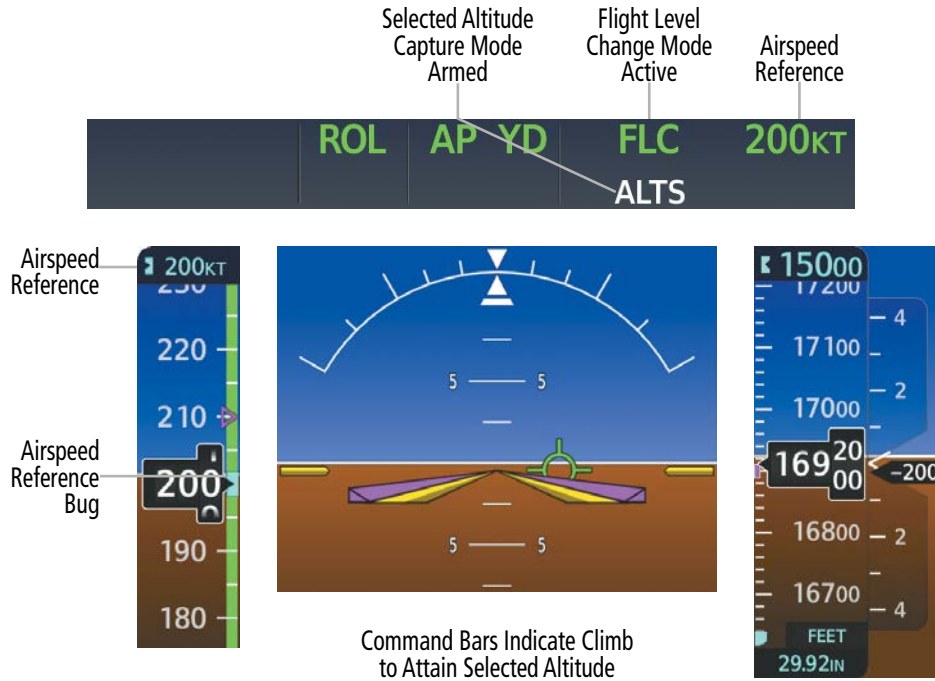 Selected Altitude
Capture Mode
Armed
Flight Level
Change Mode
Active
Airspeed
Reference
ROL AP YD FLC 200KT
ALTS
Airspeed
Reference
200KT
220
210
Airspeed
Reference
Bug
200
190
180
5 5
5 5
Command Bars Indicate Climb
to Attain Selected Altitude
15000
17200
17100
17000
169 20
00
16800
16700
FEET
29.92IN
4
2
-200
2
4